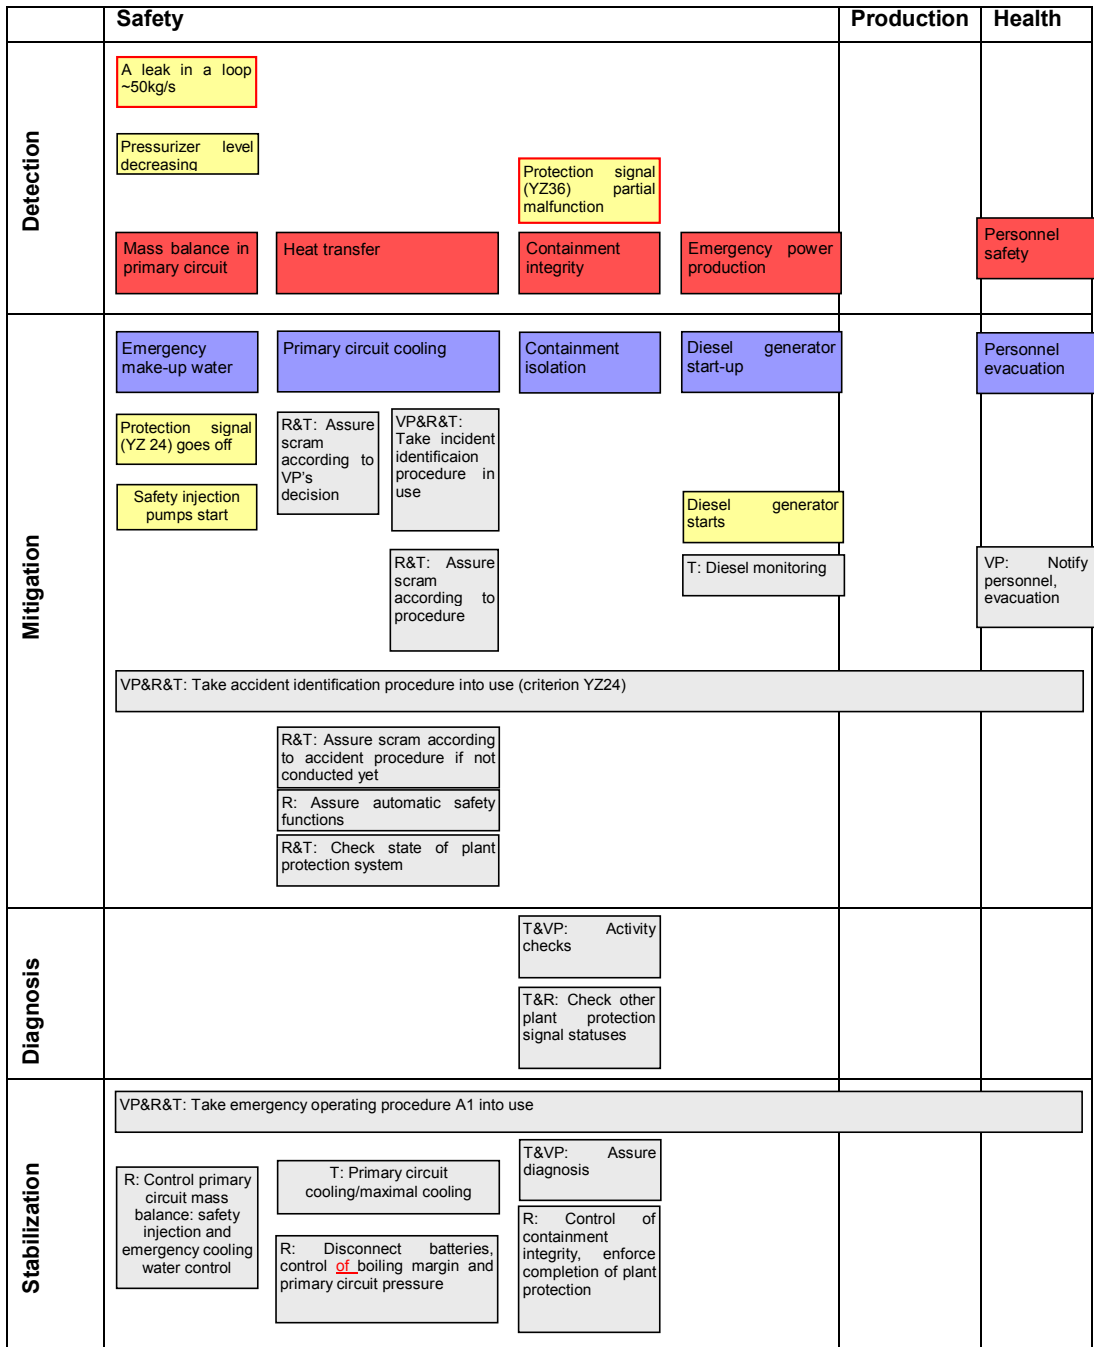 Safety
Production
Health
Detection
A leak in a loop
~50kg/s
Pressurizer level
decreasing
Protection signal
(YZ36) partial
malfunction
Mass balance in
primary circuit
Heat transfer
Containment
integrity
Emergency power
production
Personnel
safety
Mitigation
Emergency
make-up water
Primary circuit cooling
Containment
isolation
Diesel generator
start-up
Personnel
evacuation
Protection signal
(YZ 24) goes off
Safety injection
pumps start
R&T: Assure
scram
according to
VP's
decision
VP&R&T:
Take incident
identificaion
procedure in
use
R&T: Assure
scram
according to
procedure
Diesel generator
starts
T: Diesel monitoring
VP: Notify
personnel,
evacuation
VP&R&T: Take accident identification procedure into use (criterion YZ24)
R&T: Assure scram according
to accident procedure if not
conducted yet
R: Assure automatic safety
functions
R&T: Check state of plant
protection system
Diagnosis
T&VP: Activity
checks
T&R: Check other
plant protection
signal statuses
Stabilization
VP&R&T: Take emergency operating procedure A1 into use
R: Control primary
circuit mass
balance: safety
injection and
emergency cooling
water control
T: Primary circuit
cooling/maximal cooling
R: Disconnect batteries,
control of boiling margin and
primary circuit pressure
T&VP: Assure
diagnosis
R: Control of
containment
integrity, enforce
completion of plant
protection